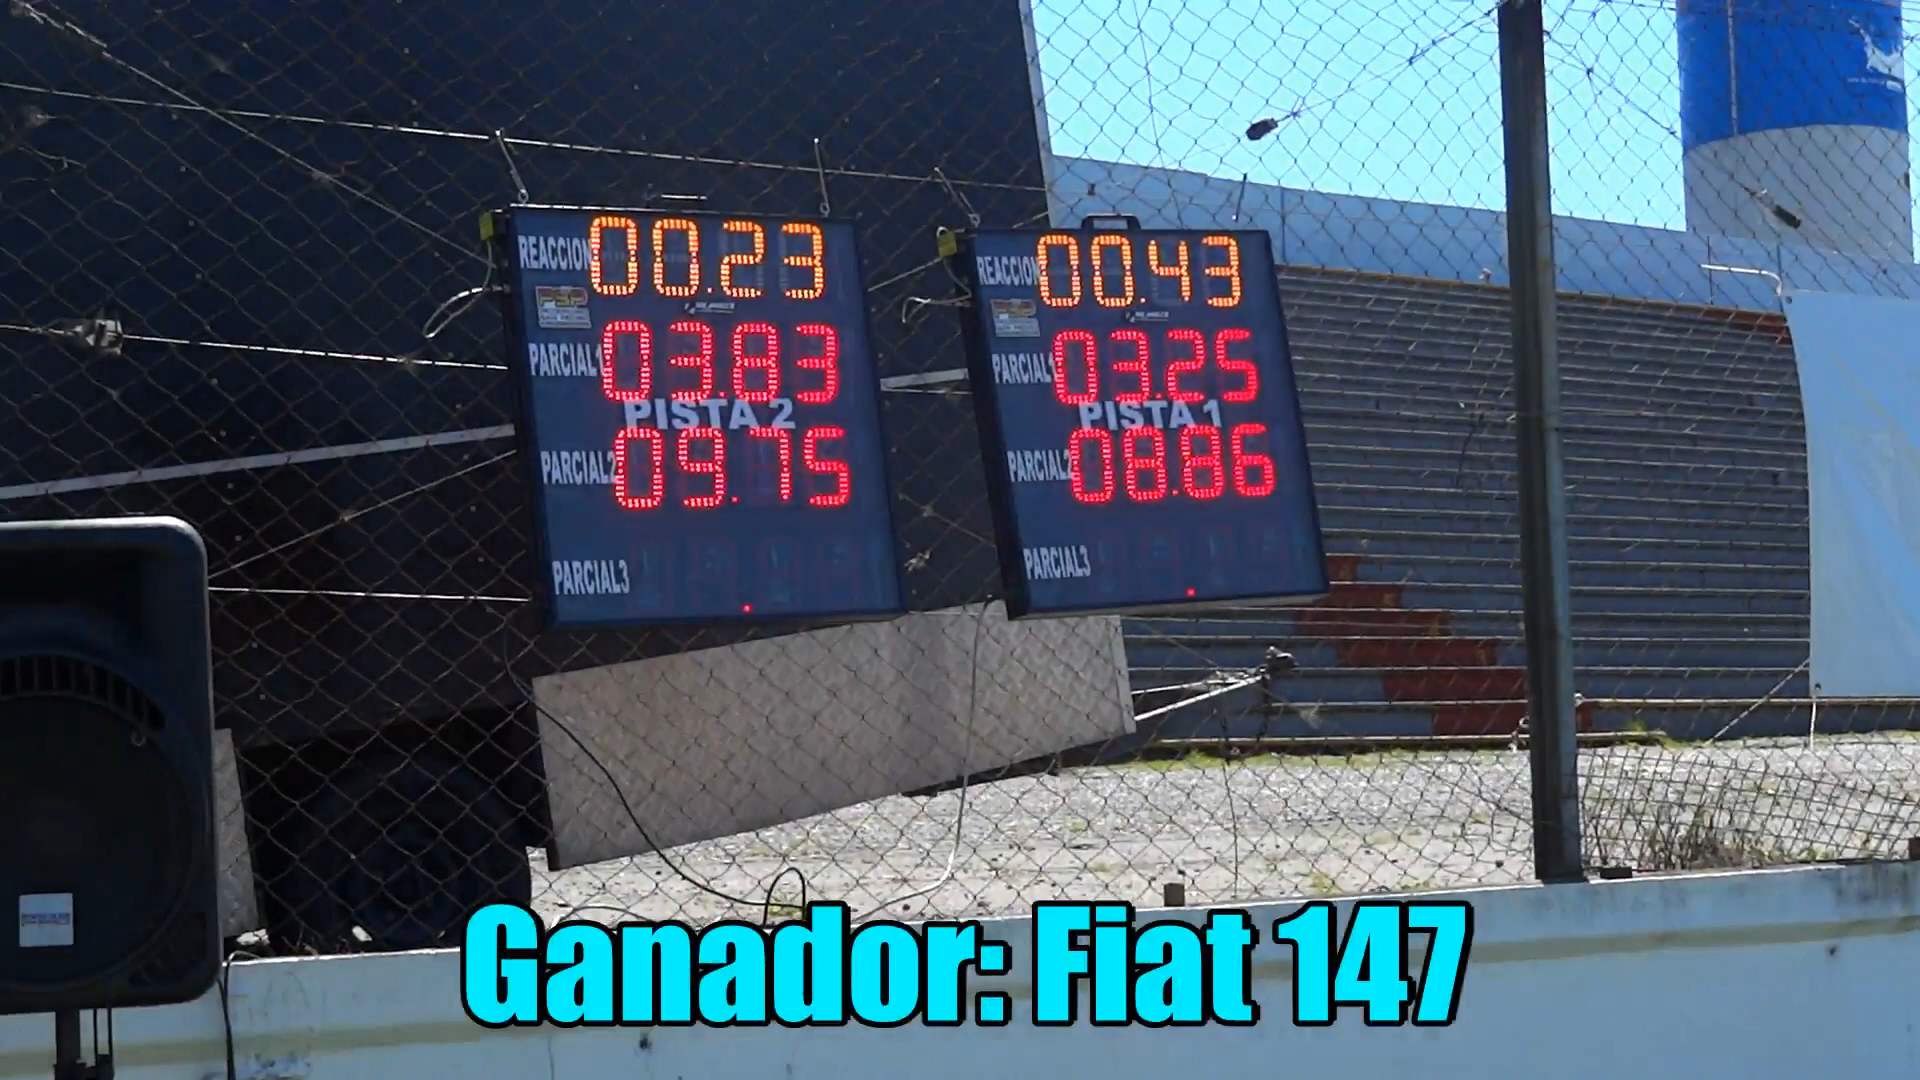 REACCION 00.23
PARCIAL1 03.83
PISTA 2
PARCIAL2 09.75
PARCIAL3
REACCION 00.43
PARCIAL1 03.25
PISTA 1
PARCIAL2 08.86
PARCIAL3
Ganador: Fiat 147